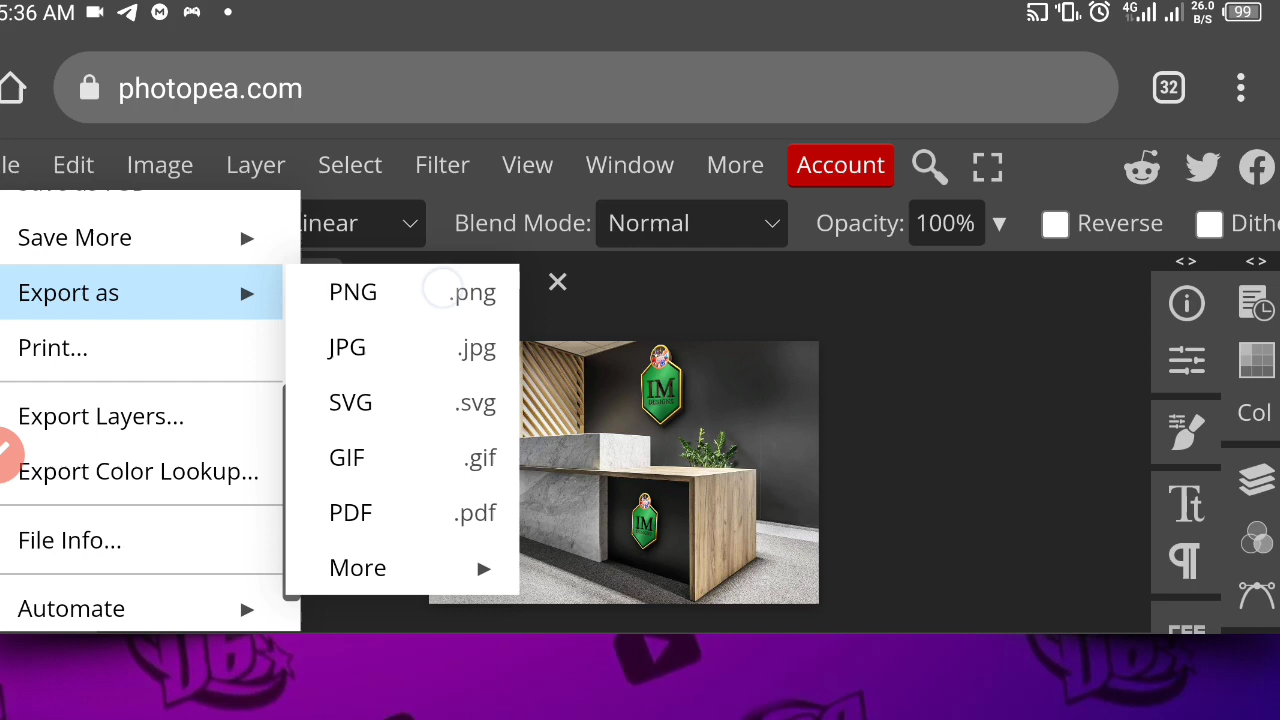 5:36 AM 4G 26.0 B/S 99
photopea.com 32
le Edit Image Layer Select Filter View Window More Account
inear Blend Mode: Normal Opacity: 100% Reverse Dithe
Save More
Export as
Print...
Export Layers...
Export Color Lookup...
File Info...
Automate
PNG .png
JPG .jpg
SVG .svg
GIF .gif
PDF .pdf
More
IM
DESIGNS
IM
< > < >
Col